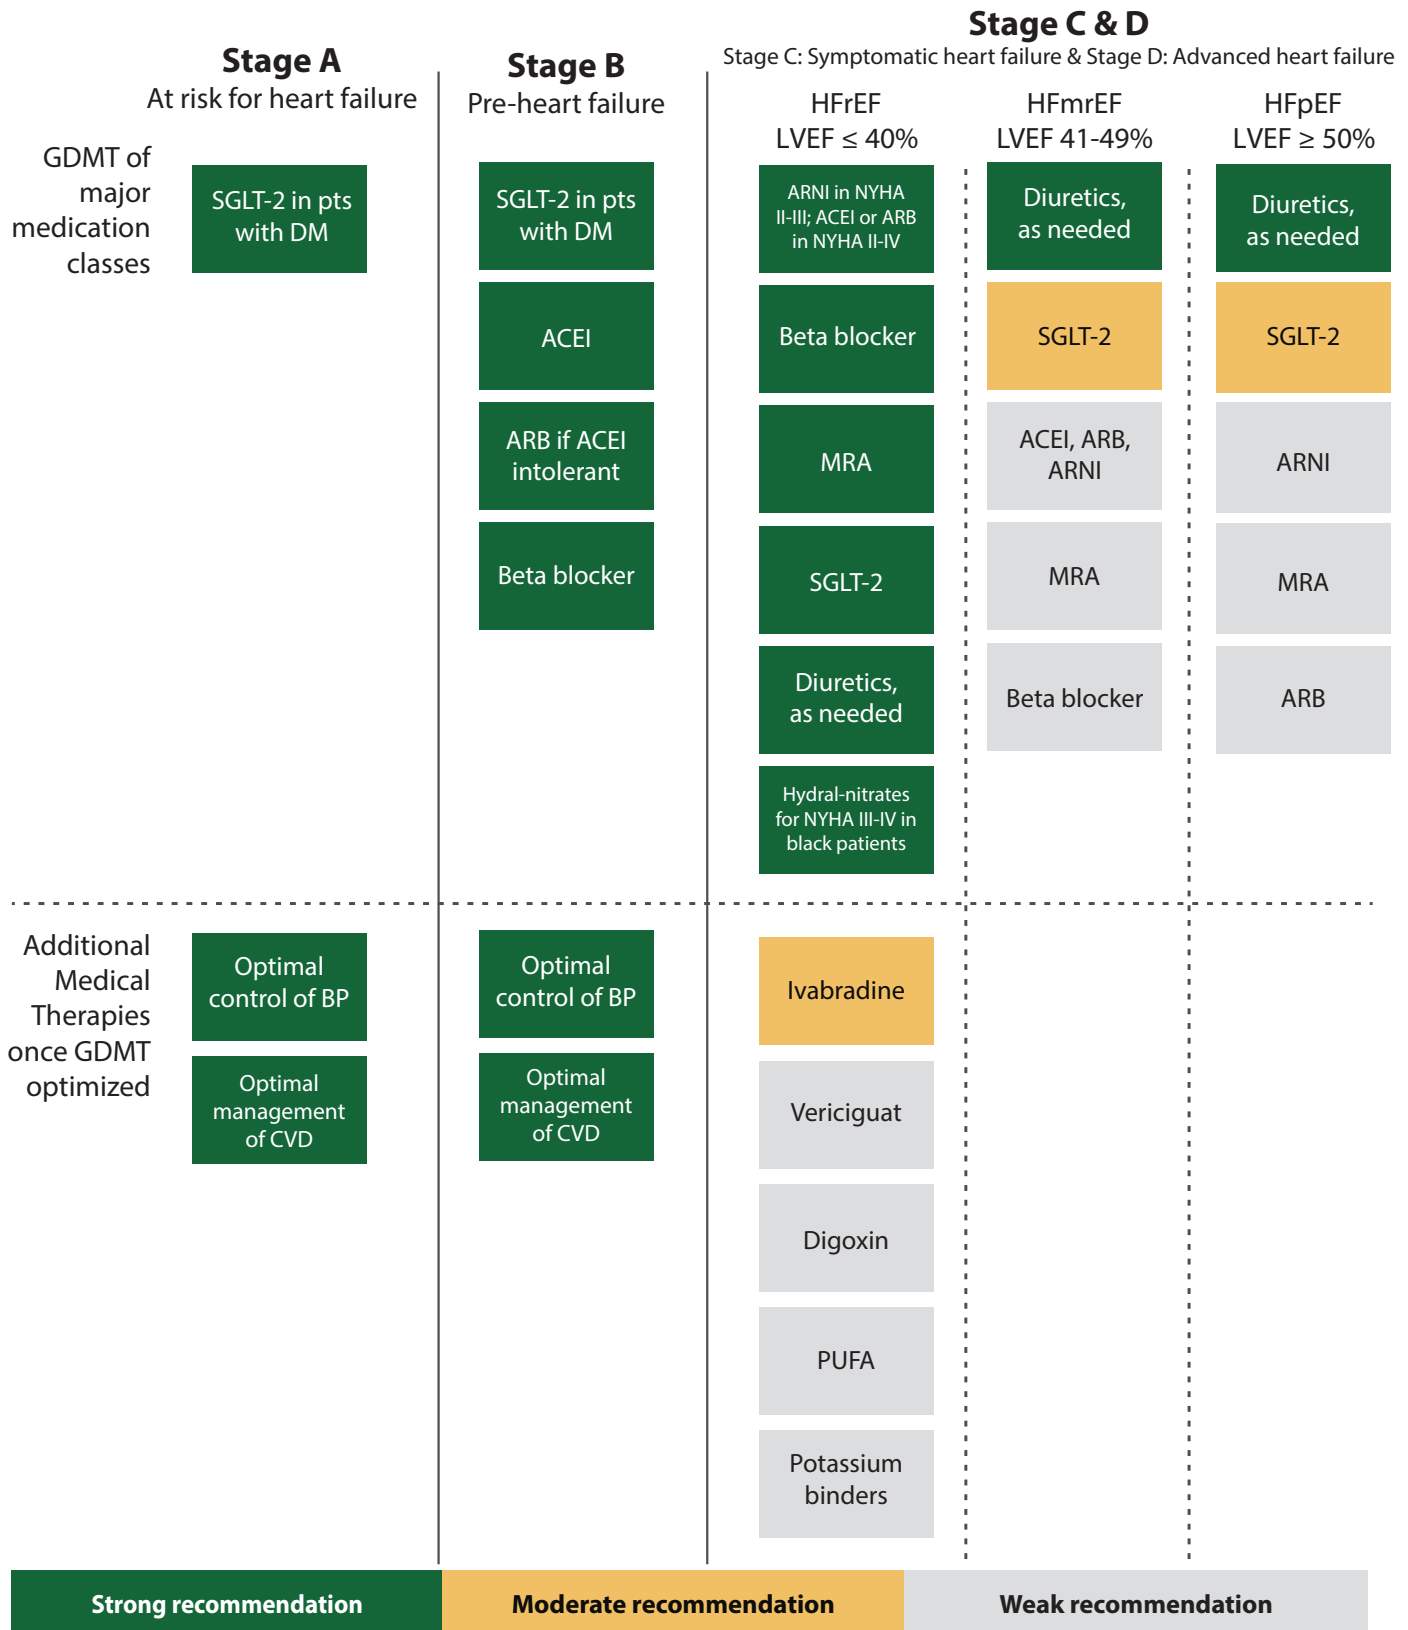 Stage A
At risk for heart failure
Stage B
Pre-heart failure
Stage C & D
Stage C: Symptomatic heart failure & Stage D: Advanced heart failure
HFrEF
LVEF ≤ 40%
HFmrEF
LVEF 41-49%
HFpEF
LVEF ≥ 50%
GDMT of
major
medication
classes
SGLT-2 in pts
with DM
SGLT-2 in pts
with DM
ACEI
ARB if ACEI
intolerant
Beta blocker
ARNI in NYHA
II-III; ACEI or ARB
in NYHA II-IV
Beta blocker
MRA
SGLT-2
Diuretics,
as needed
Hydral-nitrates
for NYHA III-IV in
black patients
Diuretics,
as needed
SGLT-2
ACEI, ARB,
ARNI
MRA
Beta blocker
Diuretics,
as needed
SGLT-2
ARNI
MRA
ARB
Additional
Medical
Therapies
once GDMT
optimized
Optimal
control of BP
Optimal
management
of CVD
Optimal
control of BP
Optimal
management
of CVD
Ivabradine
Vericiguat
Digoxin
PUFA
Potassium
binders
Strong recommendation
Moderate recommendation
Weak recommendation